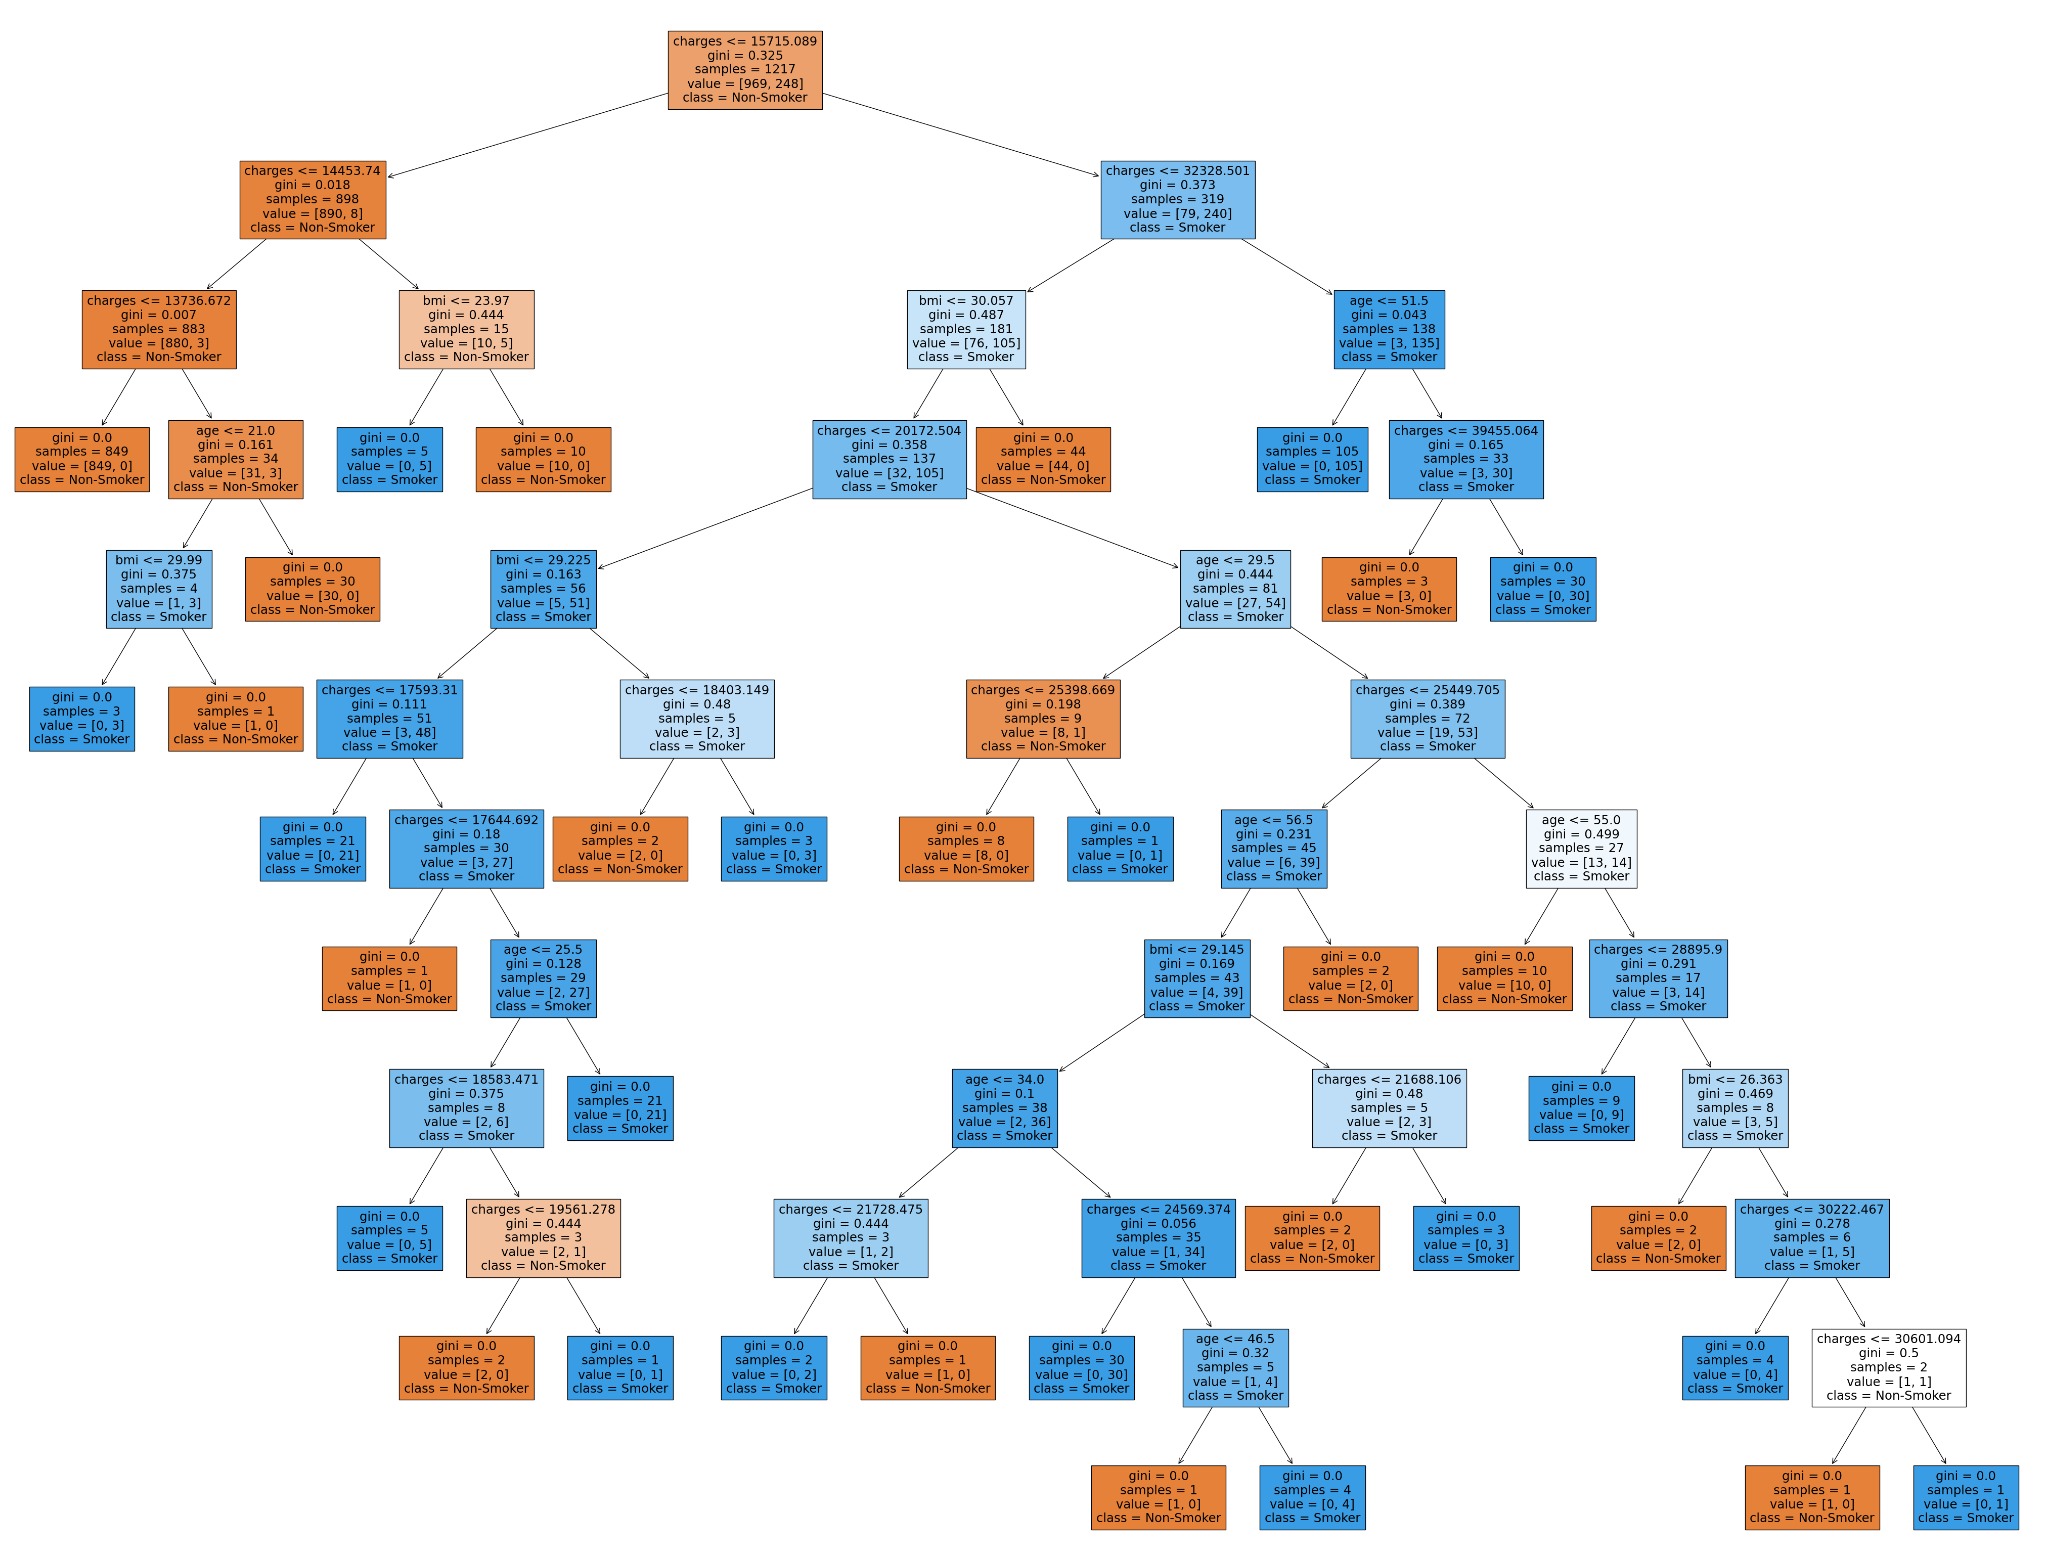 charges <= 15715.089
gini = 0.325
samples = 1217
value = [969, 248]
class = Non-Smoker
charges <= 14453.74
gini = 0.018
samples = 898
value = [890, 8]
class = Non-Smoker
charges <= 32328.501
gini = 0.373
samples = 319
value = [79, 240]
class = Smoker
charges <= 13736.672
gini = 0.007
samples = 883
value = [880, 3]
class = Non-Smoker
bmi <= 23.97
gini = 0.444
samples = 15
value = [10, 5]
class = Non-Smoker
bmi <= 30.057
gini = 0.487
samples = 181
value = [76, 105]
class = Smoker
age <= 51.5
gini = 0.043
samples = 138
value = [3, 135]
class = Smoker
gini = 0.0
samples = 849
value = [849, 0]
class = Non-Smoker
age <= 21.0
gini = 0.161
samples = 34
value = [31, 3]
class = Non-Smoker
gini = 0.0
samples = 5
value = [0, 5]
class = Smoker
gini = 0.0
samples = 10
value = [10, 0]
class = Non-Smoker
charges <= 20172.504
gini = 0.358
samples = 137
value = [32, 105]
class = Smoker
gini = 0.0
samples = 44
value = [44, 0]
class = Non-Smoker
gini = 0.0
samples = 105
value = [0, 105]
class = Smoker
charges <= 39455.064
gini = 0.165
samples = 33
value = [3, 30]
class = Smoker
bmi <= 29.99
gini = 0.375
samples = 4
value = [1, 3]
class = Smoker
gini = 0.0
samples = 30
value = [30, 0]
class = Non-Smoker
bmi <= 29.225
gini = 0.163
samples = 56
value = [5, 51]
class = Smoker
age <= 29.5
gini = 0.444
samples = 81
value = [27, 54]
class = Smoker
gini = 0.0
samples = 3
value = [3, 0]
class = Non-Smoker
gini = 0.0
samples = 30
value = [0, 30]
class = Smoker
gini = 0.0
samples = 3
value = [0, 3]
class = Smoker
gini = 0.0
samples = 1
value = [1, 0]
class = Non-Smoker
charges <= 17593.31
gini = 0.111
samples = 51
value = [3, 48]
class = Smoker
charges <= 18403.149
gini = 0.48
samples = 5
value = [2, 3]
class = Smoker
charges <= 25398.669
gini = 0.198
samples = 9
value = [8, 1]
class = Non-Smoker
charges <= 25449.705
gini = 0.389
samples = 72
value = [19, 53]
class = Smoker
gini = 0.0
samples = 21
value = [0, 21]
class = Smoker
charges <= 17644.692
gini = 0.18
samples = 30
value = [3, 27]
class = Smoker
gini = 0.0
samples = 2
value = [2, 0]
class = Non-Smoker
gini = 0.0
samples = 3
value = [0, 3]
class = Smoker
gini = 0.0
samples = 8
value = [8, 0]
class = Non-Smoker
gini = 0.0
samples = 1
value = [0, 1]
class = Smoker
age <= 56.5
gini = 0.231
samples = 45
value = [6, 39]
class = Smoker
age <= 55.0
gini = 0.499
samples = 27
value = [13, 14]
class = Smoker
gini = 0.0
samples = 1
value = [1, 0]
class = Non-Smoker
age <= 25.5
gini = 0.128
samples = 29
value = [2, 27]
class = Smoker
bmi <= 29.145
gini = 0.169
samples = 43
value = [4, 39]
class = Smoker
gini = 0.0
samples = 2
value = [2, 0]
class = Non-Smoker
gini = 0.0
samples = 10
value = [10, 0]
class = Non-Smoker
charges <= 28895.9
gini = 0.291
samples = 17
value = [3, 14]
class = Smoker
charges <= 18583.471
gini = 0.375
samples = 8
value = [2, 6]
class = Smoker
gini = 0.0
samples = 21
value = [0, 21]
class = Smoker
age <= 34.0
gini = 0.1
samples = 38
value = [2, 36]
class = Smoker
charges <= 21688.106
gini = 0.48
samples = 5
value = [2, 3]
class = Smoker
gini = 0.0
samples = 9
value = [0, 9]
class = Smoker
bmi <= 26.363
gini = 0.469
samples = 8
value = [3, 5]
class = Smoker
gini = 0.0
samples = 5
value = [0, 5]
class = Smoker
charges <= 19561.278
gini = 0.444
samples = 3
value = [2, 1]
class = Non-Smoker
charges <= 21728.475
gini = 0.444
samples = 3
value = [1, 2]
class = Smoker
charges <= 24569.374
gini = 0.056
samples = 35
value = [1, 34]
class = Smoker
gini = 0.0
samples = 2
value = [2, 0]
class = Non-Smoker
gini = 0.0
samples = 3
value = [0, 3]
class = Smoker
gini = 0.0
samples = 2
value = [2, 0]
class = Non-Smoker
charges <= 30222.467
gini = 0.278
samples = 6
value = [1, 5]
class = Smoker
gini = 0.0
samples = 2
value = [2, 0]
class = Non-Smoker
gini = 0.0
samples = 1
value = [0, 1]
class = Smoker
gini = 0.0
samples = 2
value = [0, 2]
class = Smoker
gini = 0.0
samples = 1
value = [1, 0]
class = Non-Smoker
gini = 0.0
samples = 30
value = [0, 30]
class = Smoker
age <= 46.5
gini = 0.32
samples = 5
value = [1, 4]
class = Smoker
gini = 0.0
samples = 4
value = [0, 4]
class = Smoker
charges <= 30601.094
gini = 0.5
samples = 2
value = [1, 1]
class = Non-Smoker
gini = 0.0
samples = 1
value = [1, 0]
class = Non-Smoker
gini = 0.0
samples = 4
value = [0, 4]
class = Smoker
gini = 0.0
samples = 1
value = [1, 0]
class = Non-Smoker
gini = 0.0
samples = 1
value = [0, 1]
class = Smoker